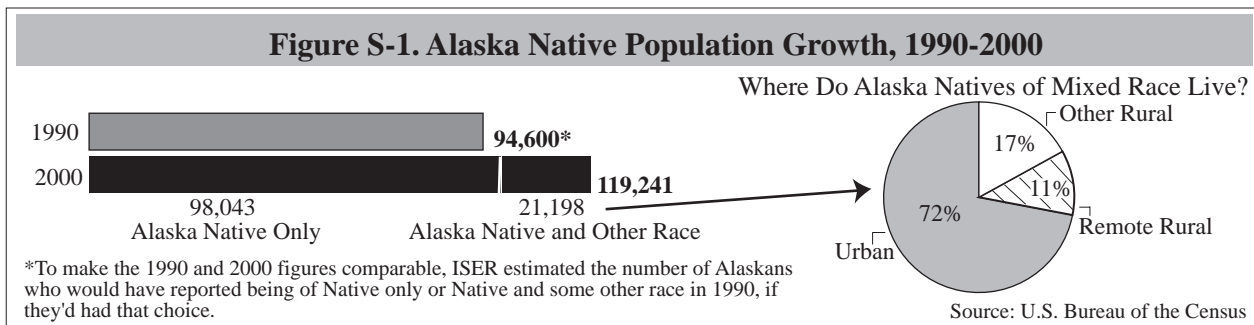 Figure S-1. Alaska Native Population Growth, 1990-2000
Where Do Alaska Natives of Mixed Race Live?
1990
94,600*
2000
119,241
98,043
21,198
Alaska Native Only
Alaska Native and Other Race
*To make the 1990 and 2000 figures comparable, ISER estimated the number of Alaskans
who would have reported being of Native only or Native and some other race in 1990, if
they'd had that choice.
Other Rural
17%
11%
72%
Remote Rural
Urban
Source: U.S. Bureau of the Census